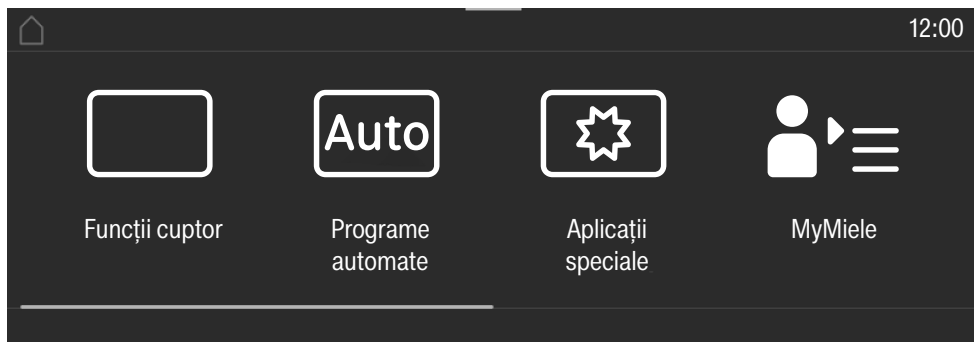 12:00
Auto
Funcții cuptor
Programe
automate
Aplicații
speciale
MyMiele